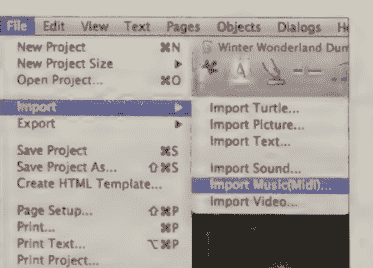 File Edit View Text Pages Objects Dialogs
New Project ⌘N
New Project Size ▶
Open Project... ⌘O
Import ▶
Export ▶
Save Project ⌘S
Save Project As... ⇧⌘S
Create HTML Template...
Page Setup... ⇧⌘P
Print... ⌘P
Print Text... ⌥⌘P
Print Project...
Winter Wonderland Dum
A
Import Turtle...
Import Picture...
Import Text...
Import Sound...
Import Music(Midi)...
Import Video...